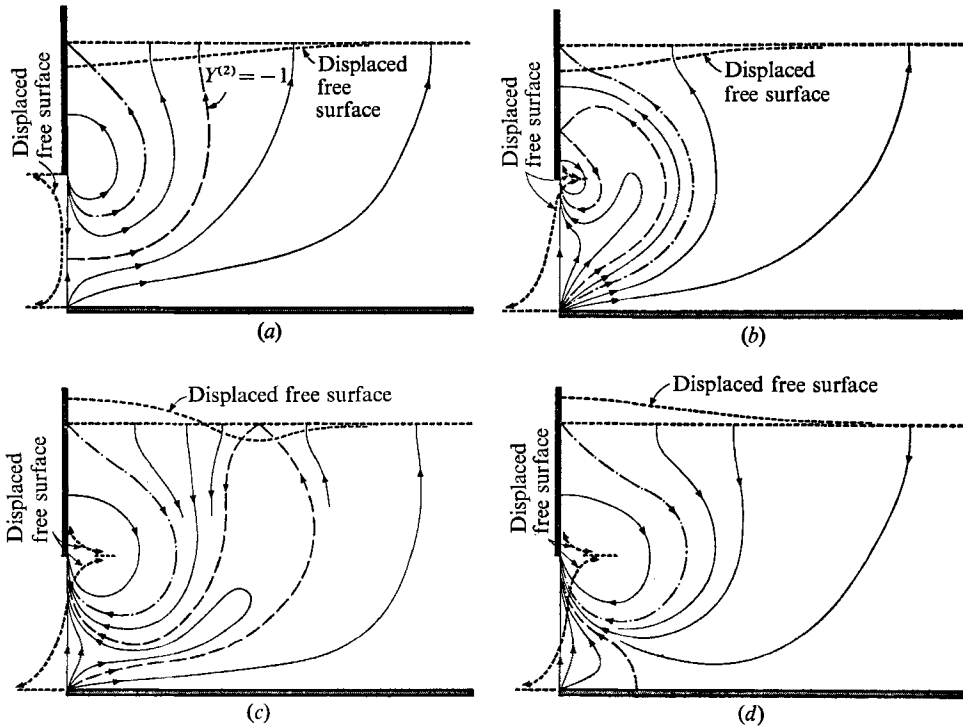 Displaced
free surface
Y⁽²⁾=−1
Displaced
free
surface
(a)
Displaced
free surface
Displaced
free surface
(b)
Displaced
free surface
Displaced free surface
(c)
Displaced
free surface
Displaced free surface
(d)